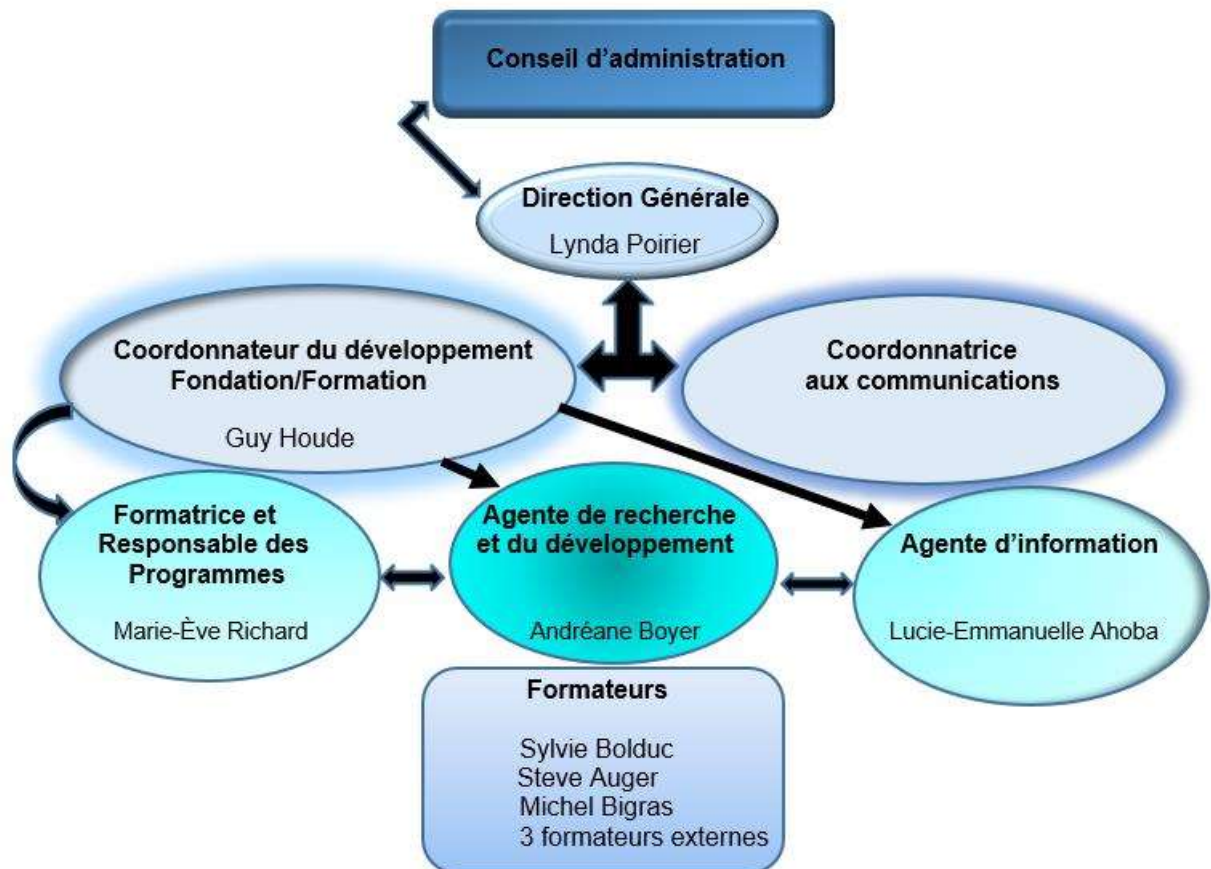 Conseil d’administration
Direction Générale
Lynda Poirier
Coordonnateur du développement
Fondation/Formation
Guy Houde
Coordonnatrice
aux communications
Formatrice et
Responsable des
Programmes
Marie-Ève Richard
Agente de recherche
et du développement
Andréane Boyer
Agente d’information
Lucie-Emmanuelle Ahoba
Formateurs
Sylvie Bolduc
Steve Auger
Michel Bigras
3 formateurs externes